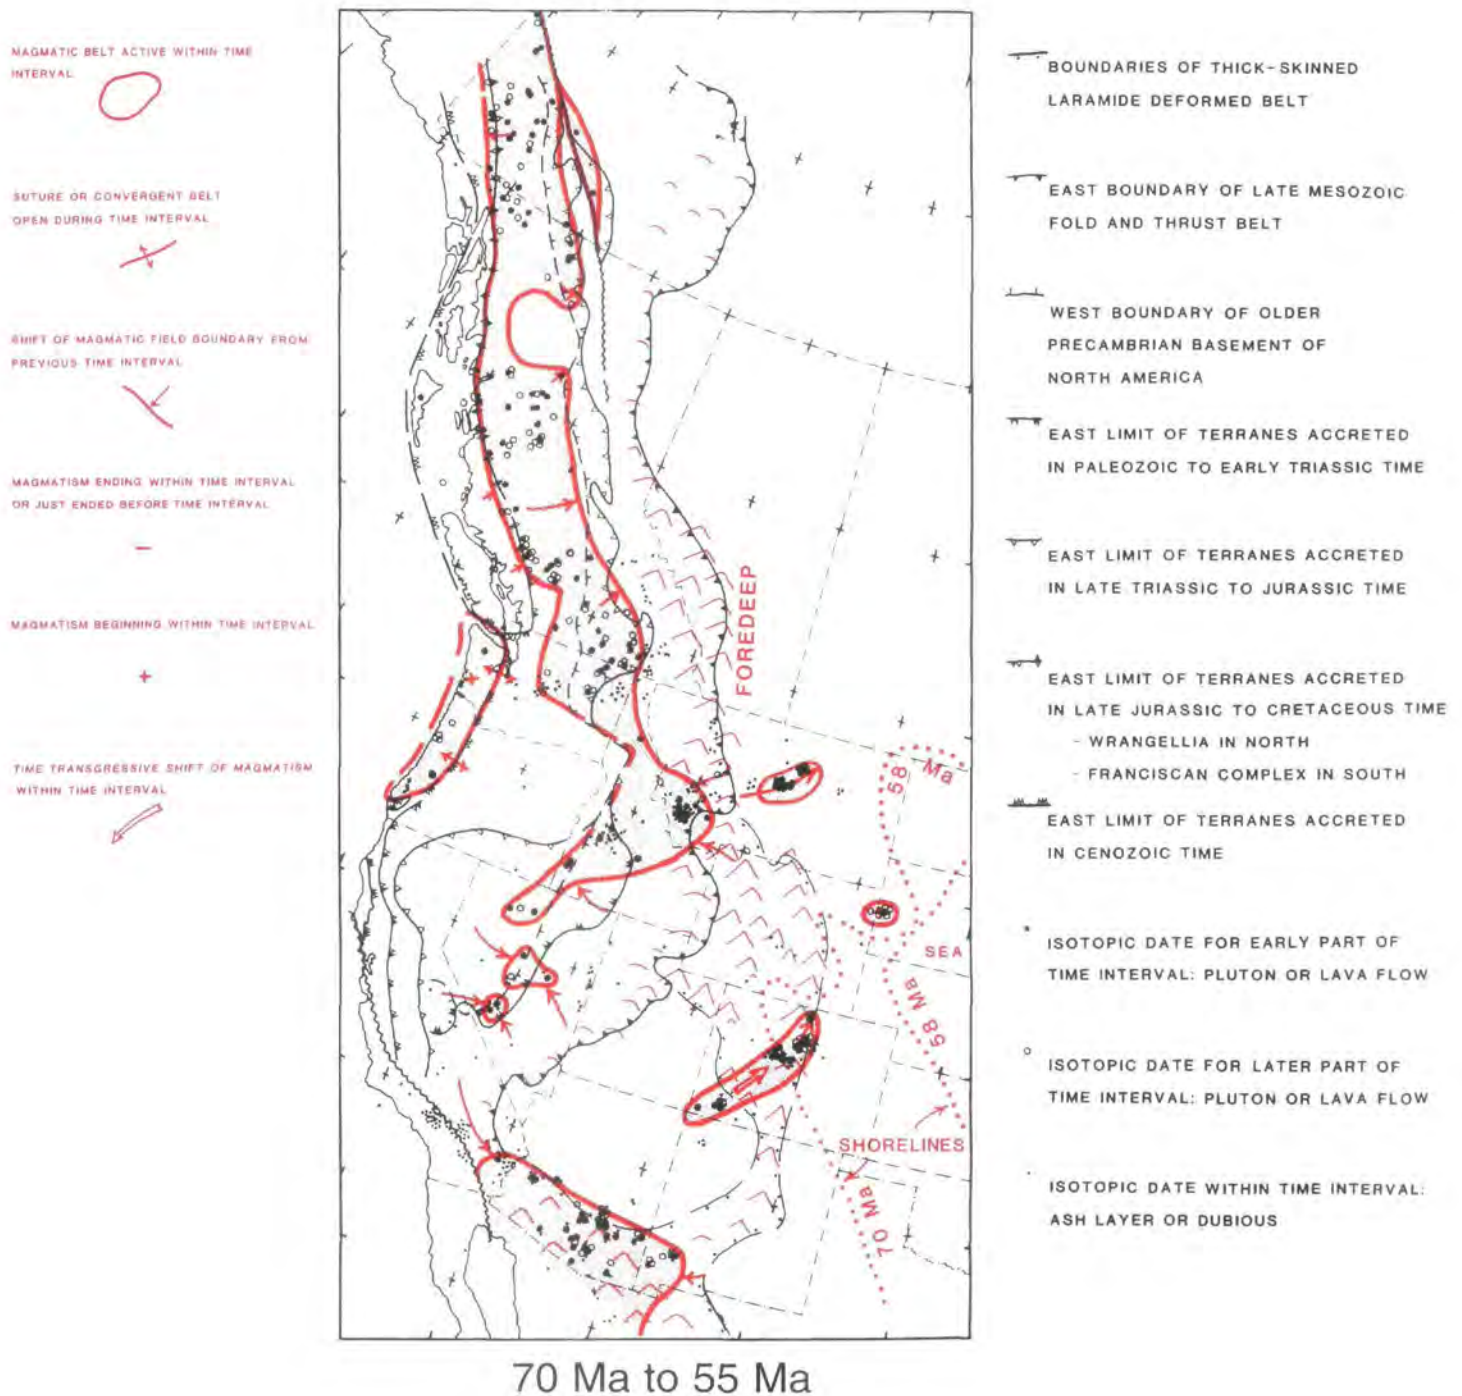 MAGMATIC BELT ACTIVE WITHIN TIME
INTERVAL
SUTURE OR CONVERGENT BELT
OPEN DURING TIME INTERVAL
SHIFT OF MAGMATIC FIELD BOUNDARY FROM
PREVIOUS TIME INTERVAL
MAGMATISM ENDING WITHIN TIME INTERVAL
OR JUST ENDED BEFORE TIME INTERVAL
MAGMATISM BEGINNING WITHIN TIME INTERVAL
TIME TRANSGRESSIVE SHIFT OF MAGMATISM
WITHIN TIME INTERVAL
FOREDEEP
58 Ma
SEA
58 Ma
SHORELINES
70 Ma
BOUNDARIES OF THICK-SKINNED
LARAMIDE DEFORMED BELT
EAST BOUNDARY OF LATE MESOZOIC
FOLD AND THRUST BELT
WEST BOUNDARY OF OLDER
PRECAMBRIAN BASEMENT OF
NORTH AMERICA
EAST LIMIT OF TERRANES ACCRETED
IN PALEOZOIC TO EARLY TRIASSIC TIME
EAST LIMIT OF TERRANES ACCRETED
IN LATE TRIASSIC TO JURASSIC TIME
EAST LIMIT OF TERRANES ACCRETED
IN LATE JURASSIC TO CRETACEOUS TIME
- WRANGELLIA IN NORTH
- FRANCISCAN COMPLEX IN SOUTH
EAST LIMIT OF TERRANES ACCRETED
IN CENOZOIC TIME
ISOTOPIC DATE FOR EARLY PART OF
TIME INTERVAL: PLUTON OR LAVA FLOW
ISOTOPIC DATE FOR LATER PART OF
TIME INTERVAL: PLUTON OR LAVA FLOW
ISOTOPIC DATE WITHIN TIME INTERVAL:
ASH LAYER OR DUBIOUS
70 Ma to 55 Ma